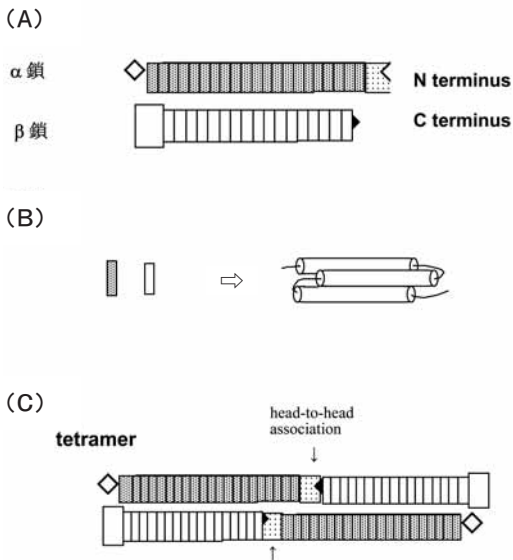 (A)
α鎖
N terminus
β鎖
C terminus
(B)
⇨
(C)
head-to-head
association
tetramer
↓
↑